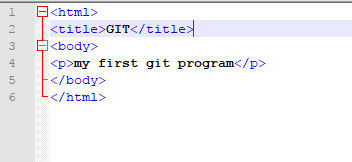 1 <html>
2 <title>GIT</title>
3 <body>
4 <p>my first git program</p>
5 </body>
6 </html>